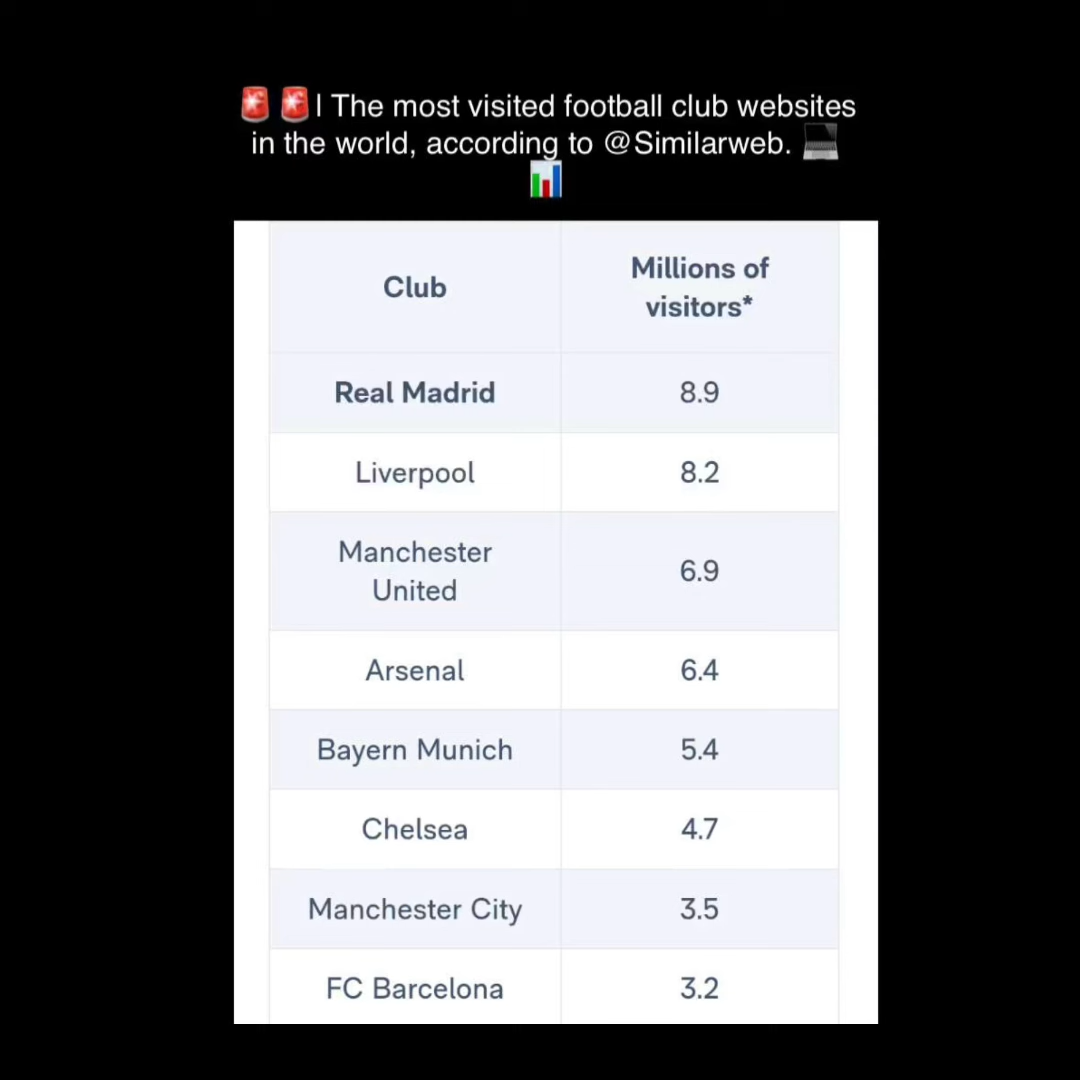 🚨🚨| The most visited football club websites
in the world, according to @Similarweb. 💻
📊
Club Millions of
visitors*
Real Madrid 8.9
Liverpool 8.2
Manchester
United 6.9
Arsenal 6.4
Bayern Munich 5.4
Chelsea 4.7
Manchester City 3.5
FC Barcelona 3.2